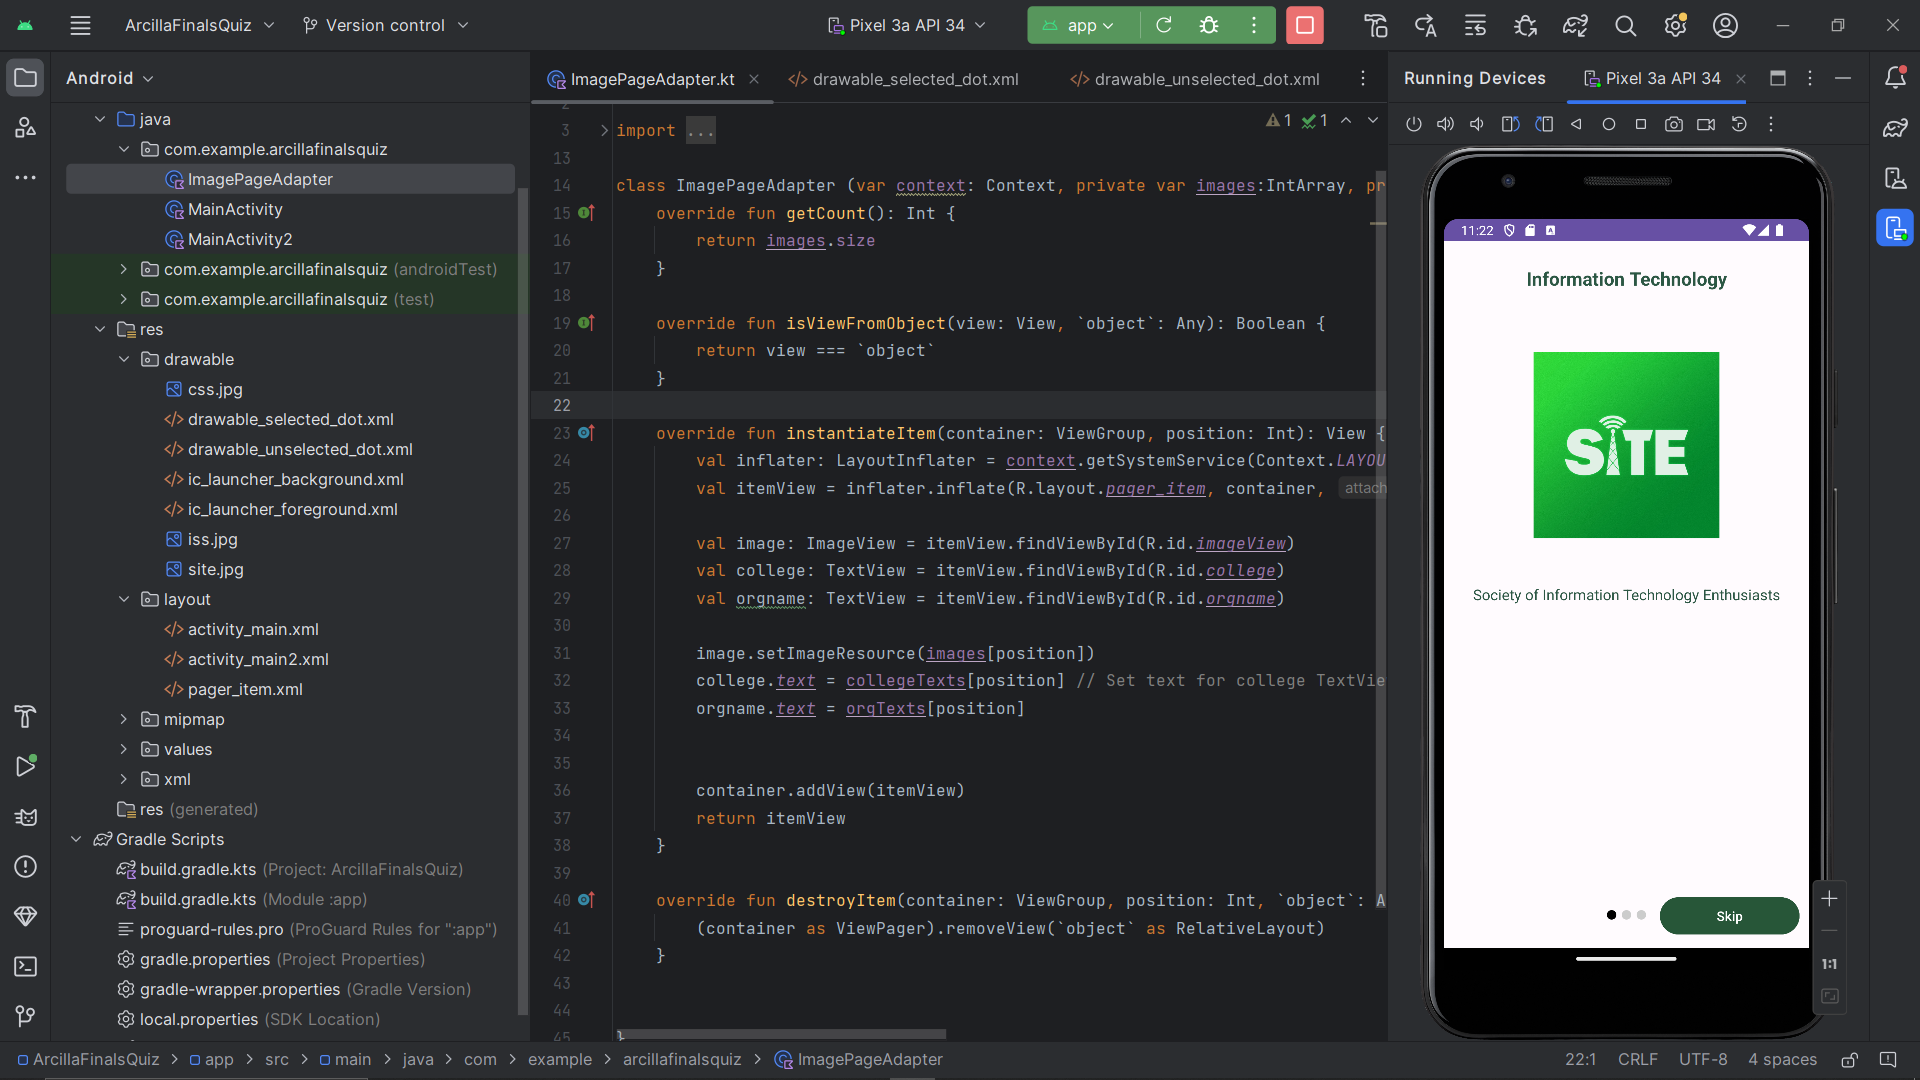 ArcillaFinalsQuiz
Version control
Pixel 3a API 34
app
Android
java
com.example.arcillafinalsquiz
ImagePageAdapter
MainActivity
MainActivity2
com.example.arcillafinalsquiz (androidTest)
com.example.arcillafinalsquiz (test)
res
drawable
css.jpg
drawable_selected_dot.xml
drawable_unselected_dot.xml
ic_launcher_background.xml
ic_launcher_foreground.xml
iss.jpg
site.jpg
layout
activity_main.xml
activity_main2.xml
pager_item.xml
mipmap
values
xml
res (generated)
Gradle Scripts
build.gradle.kts (Project: ArcillaFinalsQuiz)
build.gradle.kts (Module :app)
proguard-rules.pro (ProGuard Rules for ":app")
gradle.properties (Project Properties)
gradle-wrapper.properties (Gradle Version)
local.properties (SDK Location)
ImagePageAdapter.kt
drawable_selected_dot.xml
drawable_unselected_dot.xml
1 1
2
3 import ...
13
14 class ImagePageAdapter (var context: Context, private var images:IntArray, pr
15 override fun getCount(): Int {
16 return images.size
17 }
18
19 override fun isViewFromObject(view: View, `object`: Any): Boolean {
20 return view === `object`
21 }
22
23 override fun instantiateItem(container: ViewGroup, position: Int): View {
24 val inflater: LayoutInflater = context.getSystemService(Context.LAYOU
25 val itemView = inflater.inflate(R.layout.pager_item, container, attach
26
27 val image: ImageView = itemView.findViewById(R.id.imageView)
28 val college: TextView = itemView.findViewById(R.id.college)
29 val orgname: TextView = itemView.findViewById(R.id.orgname)
30
31 image.setImageResource(images[position])
32 college.text = collegeTexts[position] // Set text for college TextVie
33 orgname.text = orgTexts[position]
34
35
36 container.addView(itemView)
37 return itemView
38 }
39
40 override fun destroyItem(container: ViewGroup, position: Int, `object`: A
41 (container as ViewPager).removeView(`object` as RelativeLayout)
42 }
43
44
45 }
Running Devices
Pixel 3a API 34
11:22
Information Technology
SiTE
Society of Information Technology Enthusiasts
Skip
1:1
ArcillaFinalsQuiz > app > src > main > java > com > example > arcillafinalsquiz > ImagePageAdapter
22:1 CRLF UTF-8 4 spaces